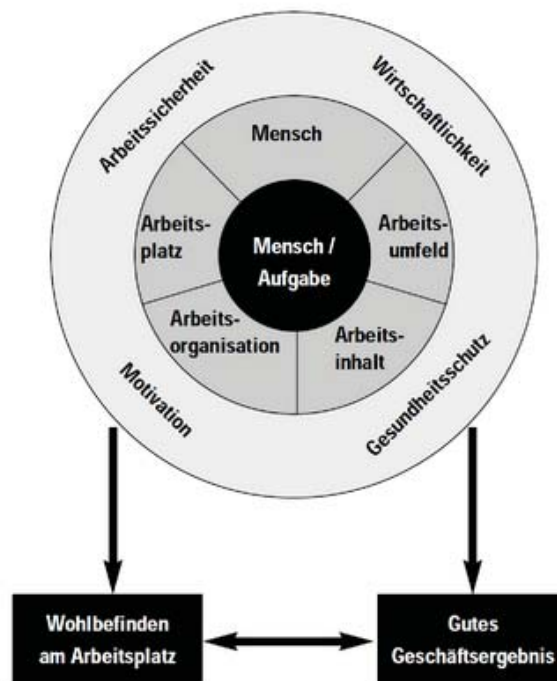 Arbeitssicherheit
Wirtschaftlichkeit
Mensch
Arbeits-
platz
Mensch /
Aufgabe
Arbeits-
umfeld
Arbeits-
organisation
Arbeits-
inhalt
Motivation
Gesundheitsschutz
Wohlbefinden
am Arbeitsplatz
Gutes
Geschäftsergebnis